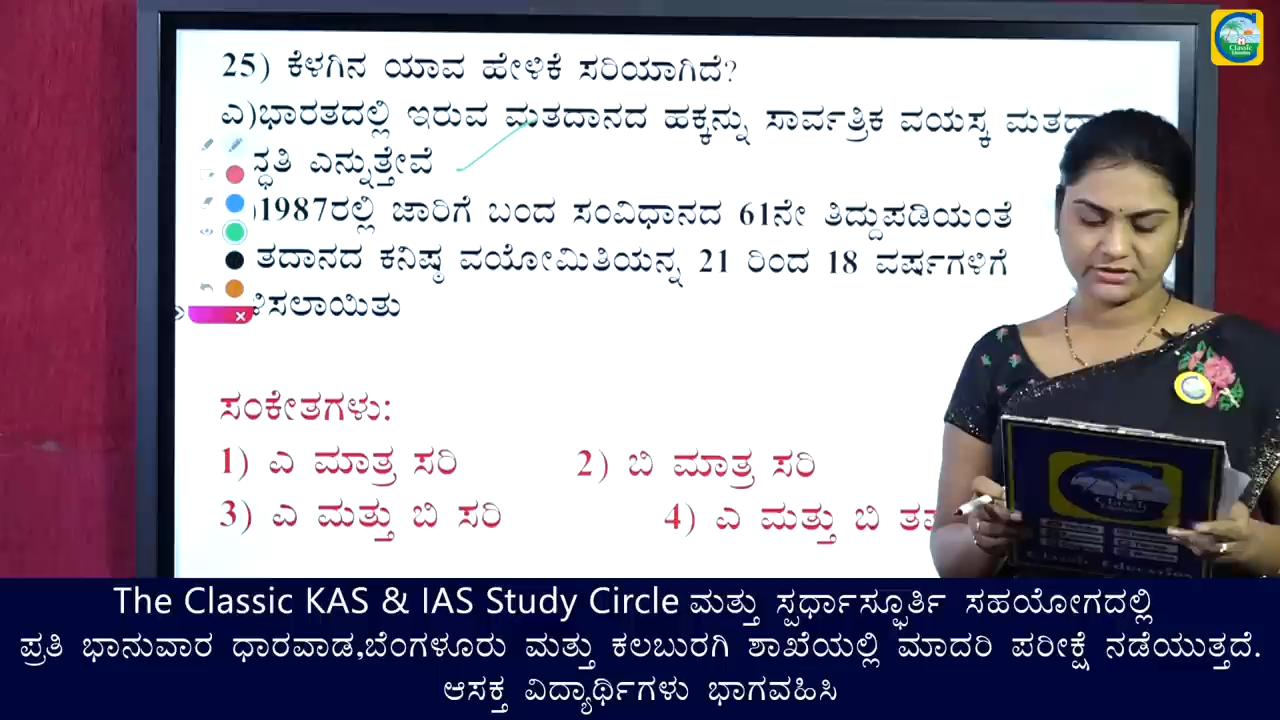 25) ಕೆಳಗಿನ ಯಾವ ಹೇಳಿಕೆ ಸರಿಯಾಗಿದೆ?
ಎ)ಭಾರತದಲ್ಲಿ ಇರುವ ಮತದಾನದ ಹಕ್ಕನ್ನು ಸಾರ್ವತ್ರಿಕ ವಯಸ್ಕ
ಎನ್ನುತ್ತೇವೆ
)1987ರಲ್ಲಿ ಜಾರಿಗೆ ಬಂದ ಸಂವಿಧಾನದ 61ನೇ ತಿದ್ದುಪಡಿಯಂತೆ
ತದಾನದ ಕನಿಷ್ಠ ವಯೋಮಿತಿಯನ್ನ 21 ರಿಂದ 18 ವರ್ಷಗಳಿಗೆ
ಸಂಕೇತಗಳು:
1) ಎ ಮಾತ್ರ ಸರಿ 2) ಬಿ ಮಾತ್ರ ಸರಿ
3) ಎ ಮತ್ತು ಬಿ ಸರಿ 4) ಎ ಮತ್ತು ಬಿ
Classic
Classic Education
The Classic KAS & IAS Study Circle ಮತ್ತು ಸ್ಪರ್ಧಾಸ್ಫೂರ್ತಿ ಸಹಯೋಗದಲ್ಲಿ
ಪ್ರತಿ ಭಾನುವಾರ ಧಾರವಾಡ,ಬೆಂಗಳೂರು ಮತ್ತು ಕಲಬುರಗಿ ಶಾಖೆಯಲ್ಲಿ ಮಾದರಿ ಪರೀಕ್ಷೆ ನಡೆಯುತ್ತದೆ.
ಆಸಕ್ತ ವಿದ್ಯಾರ್ಥಿಗಳು ಭಾಗವಹಿಸಿ